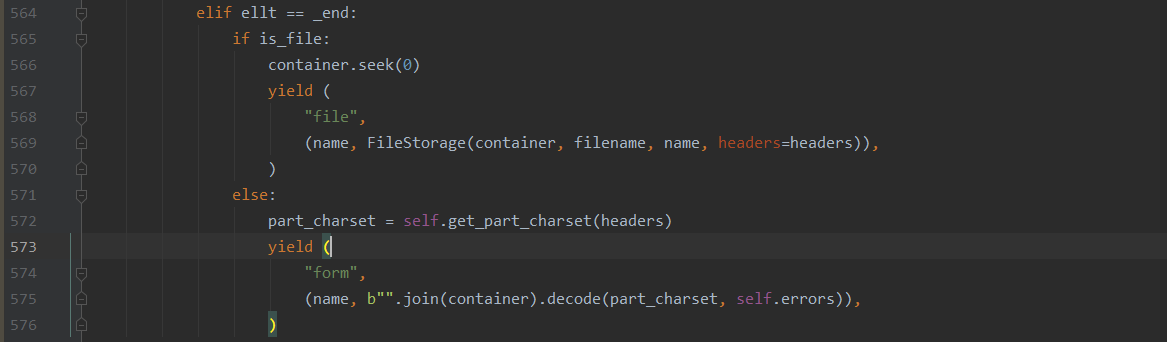 564 elif ellt == _end:
565 if is_file:
566 container.seek(0)
567 yield (
568 "file",
569 (name, FileStorage(container, filename, name, headers=headers)),
570 )
571 else:
572 part_charset = self.get_part_charset(headers)
573 yield (
574 "form",
575 (name, b"".join(container).decode(part_charset, self.errors)),
576 )